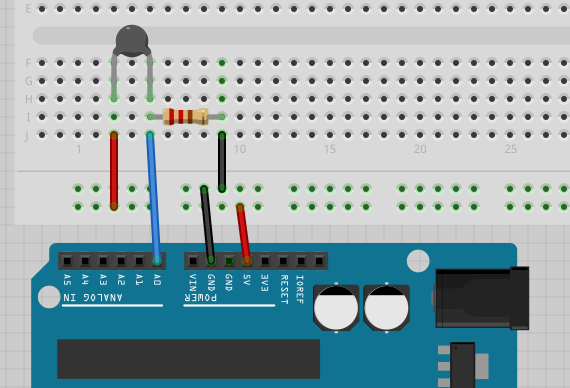 E
F
G
H
I
J
1 10 15 20 25
A5 A4 A3 A2 A1 A0 VIN GND GND 5V 3V3 RESET IOREF
ANALOG IN POWER